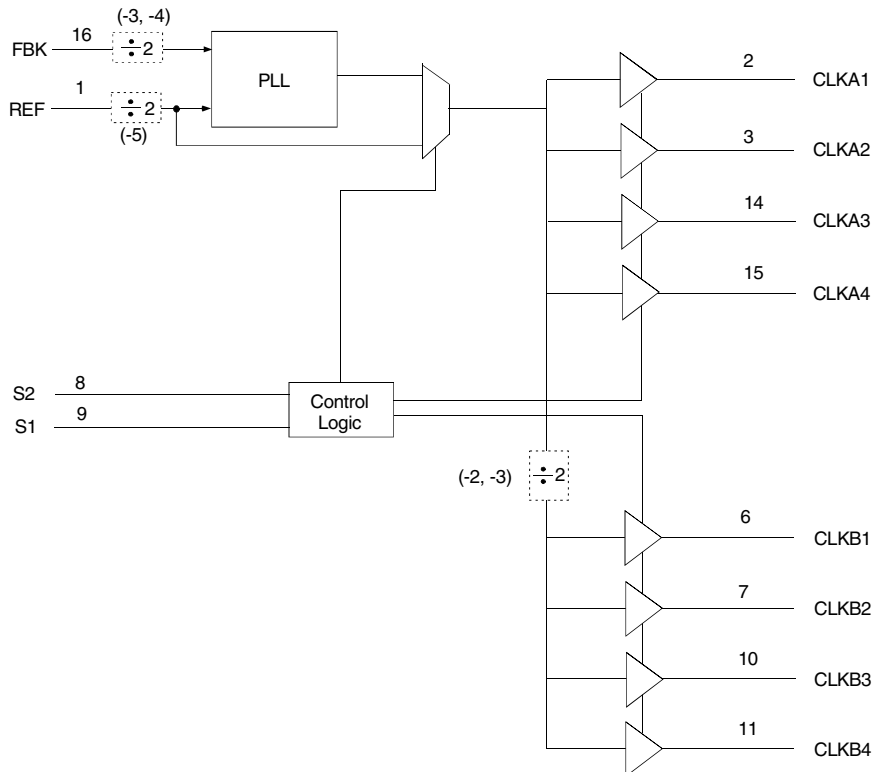 (-3, -4)
FBK 16 ÷2
PLL
REF 1 ÷2
(-5)
2 CLKA1
3 CLKA2
14 CLKA3
15 CLKA4
S2 8
S1 9
Control
Logic
(-2, -3) ÷2
6 CLKB1
7 CLKB2
10 CLKB3
11 CLKB4